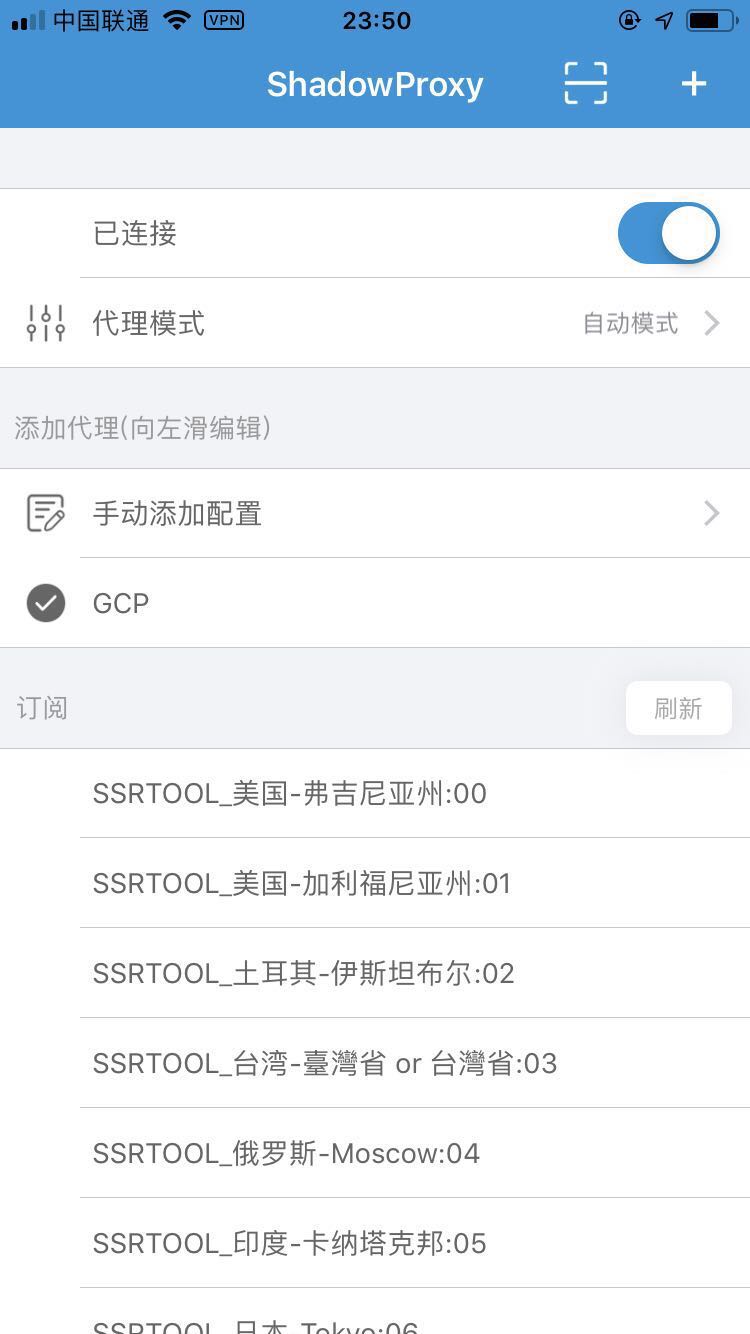 中国联通 VPN 23:50
ShadowProxy
已连接
代理模式 自动模式
添加代理(向左滑编辑)
手动添加配置
GCP
订阅 刷新
SSRTOOL_美国-弗吉尼亚州:00
SSRTOOL_美国-加利福尼亚州:01
SSRTOOL_土耳其-伊斯坦布尔:02
SSRTOOL_台湾-臺灣省 or 台灣省:03
SSRTOOL_俄罗斯-Moscow:04
SSRTOOL_印度-卡纳塔克邦:05
SSRTOOL_日本-Tokyo:06